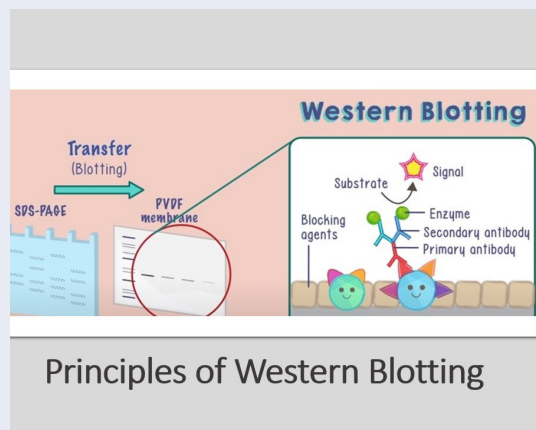 Western Blotting
Transfer
(Blotting)
SDS-PAGE
PVDF
membrane
Signal
Substrate
Blocking
agents
Enzyme
Secondary antibody
Primary antibody
Principles of Western Blotting